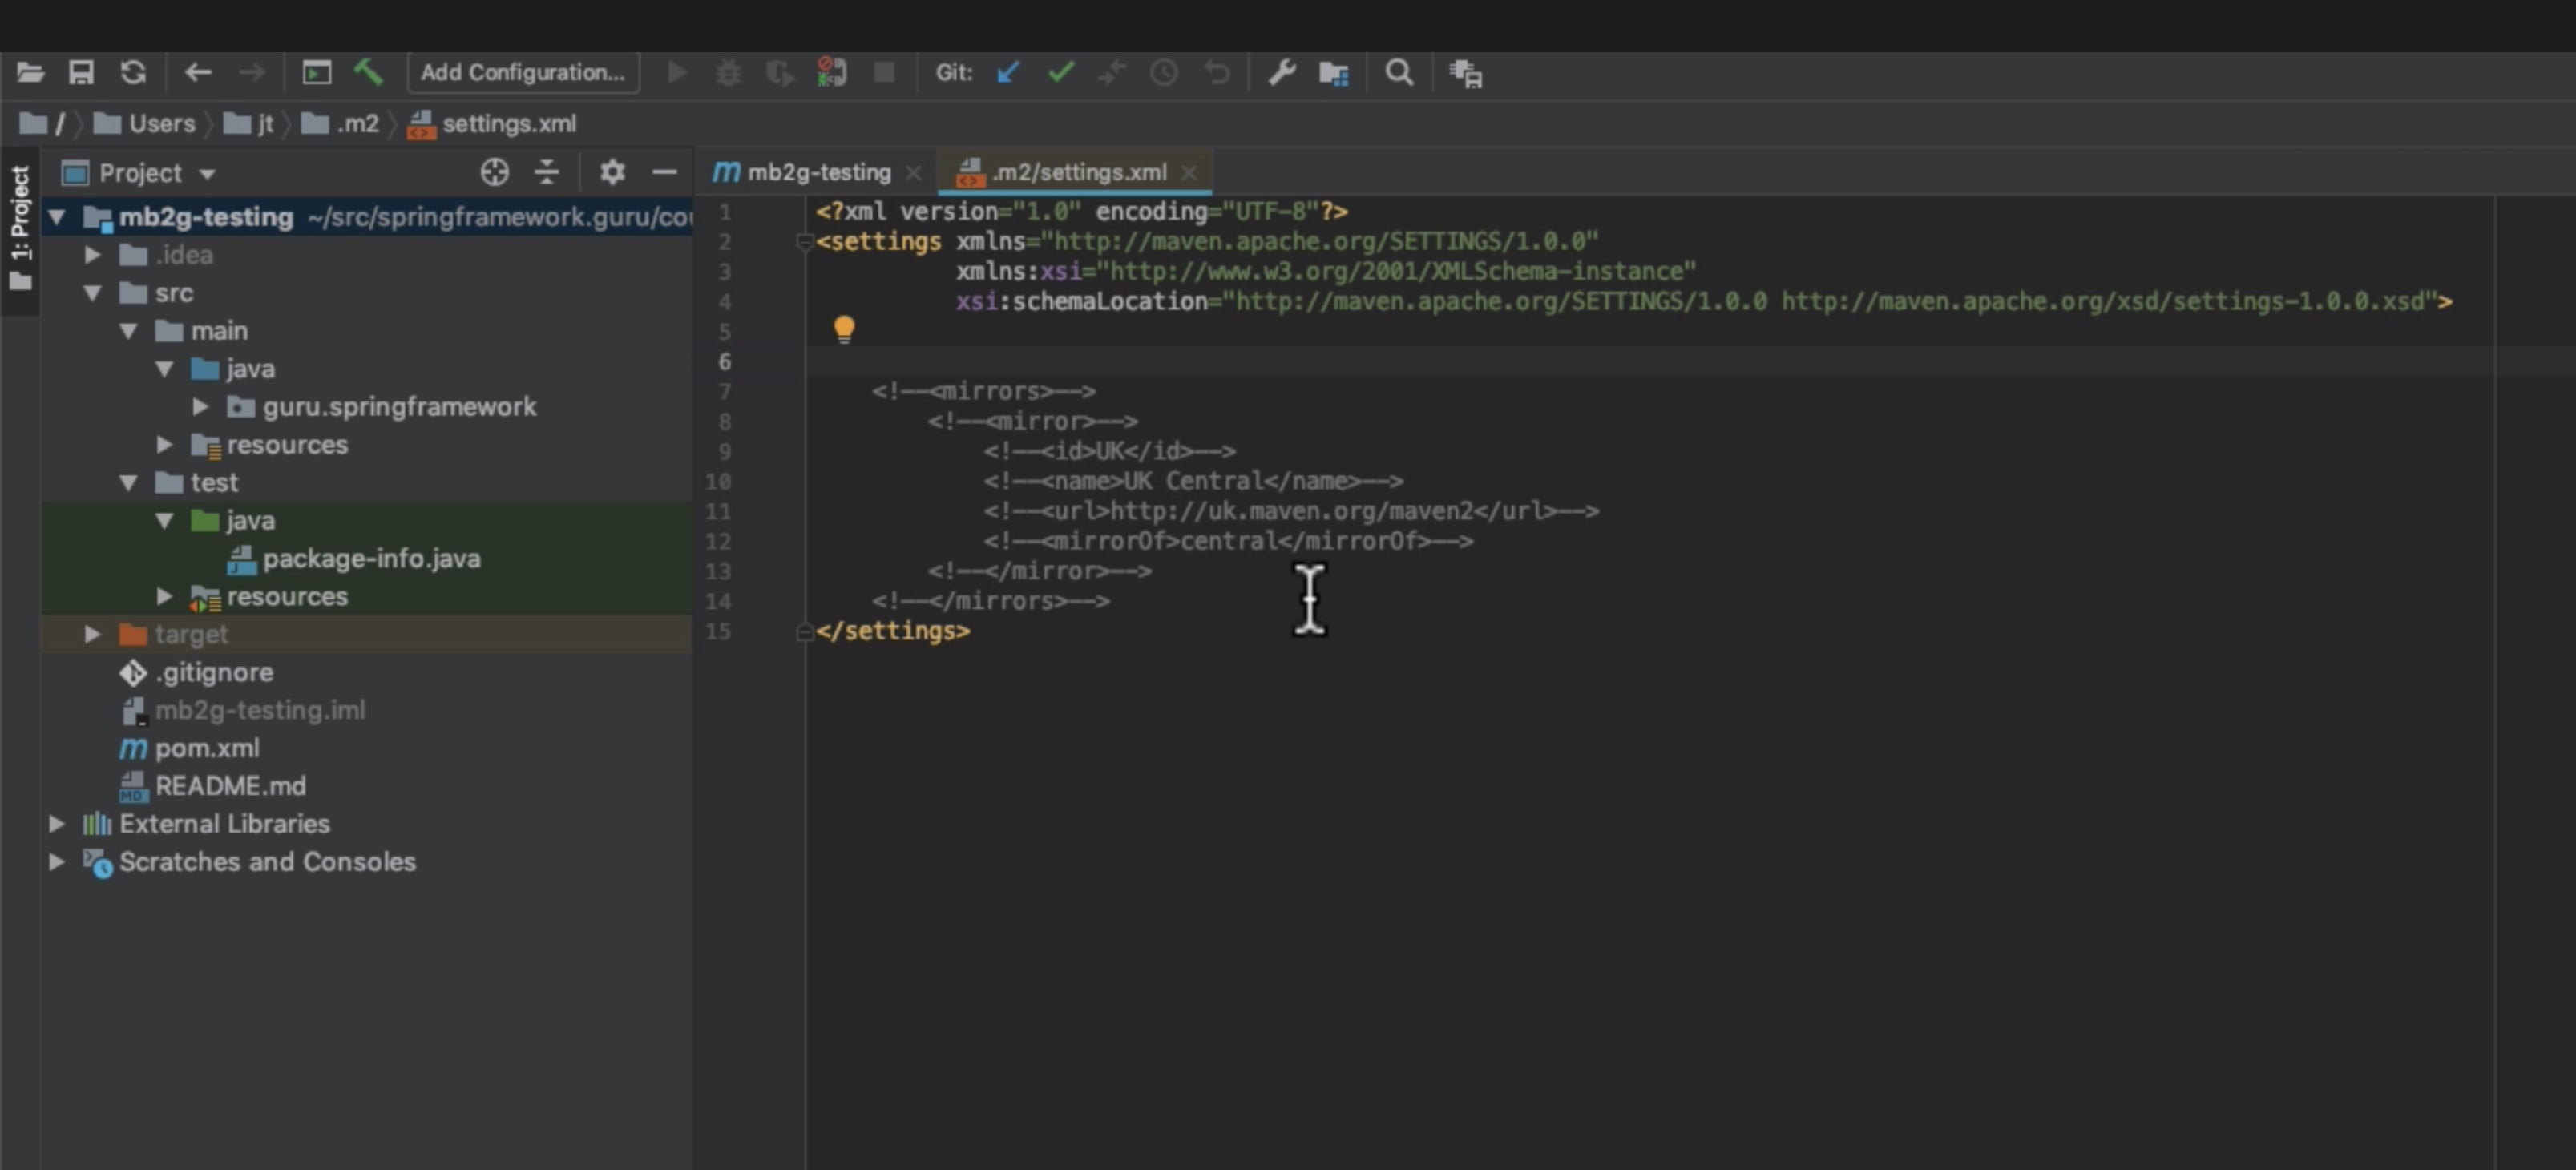 Add Configuration...
Git:
/ Users jt .m2 settings.xml
1: Project
Project
mb2g-testing ~/src/springframework.guru/cou
.idea
src
main
java
guru.springframework
resources
test
java
package-info.java
resources
target
.gitignore
mb2g-testing.iml
pom.xml
README.md
External Libraries
Scratches and Consoles
mb2g-testing
.m2/settings.xml
1 <?xml version="1.0" encoding="UTF-8"?>
2 <settings xmlns="http://maven.apache.org/SETTINGS/1.0.0"
3 xmlns:xsi="http://www.w3.org/2001/XMLSchema-instance"
4 xsi:schemaLocation="http://maven.apache.org/SETTINGS/1.0.0 http://maven.apache.org/xsd/settings-1.0.0.xsd">
5
6
7 <!--<mirrors>-->
8 <!--<mirror>-->
9 <!--<id>UK</id>-->
10 <!--<name>UK Central</name>-->
11 <!--<url>http://uk.maven.org/maven2</url>-->
12 <!--<mirrorOf>central</mirrorOf>-->
13 <!--</mirror>-->
14 <!--</mirrors>-->
15 </settings>